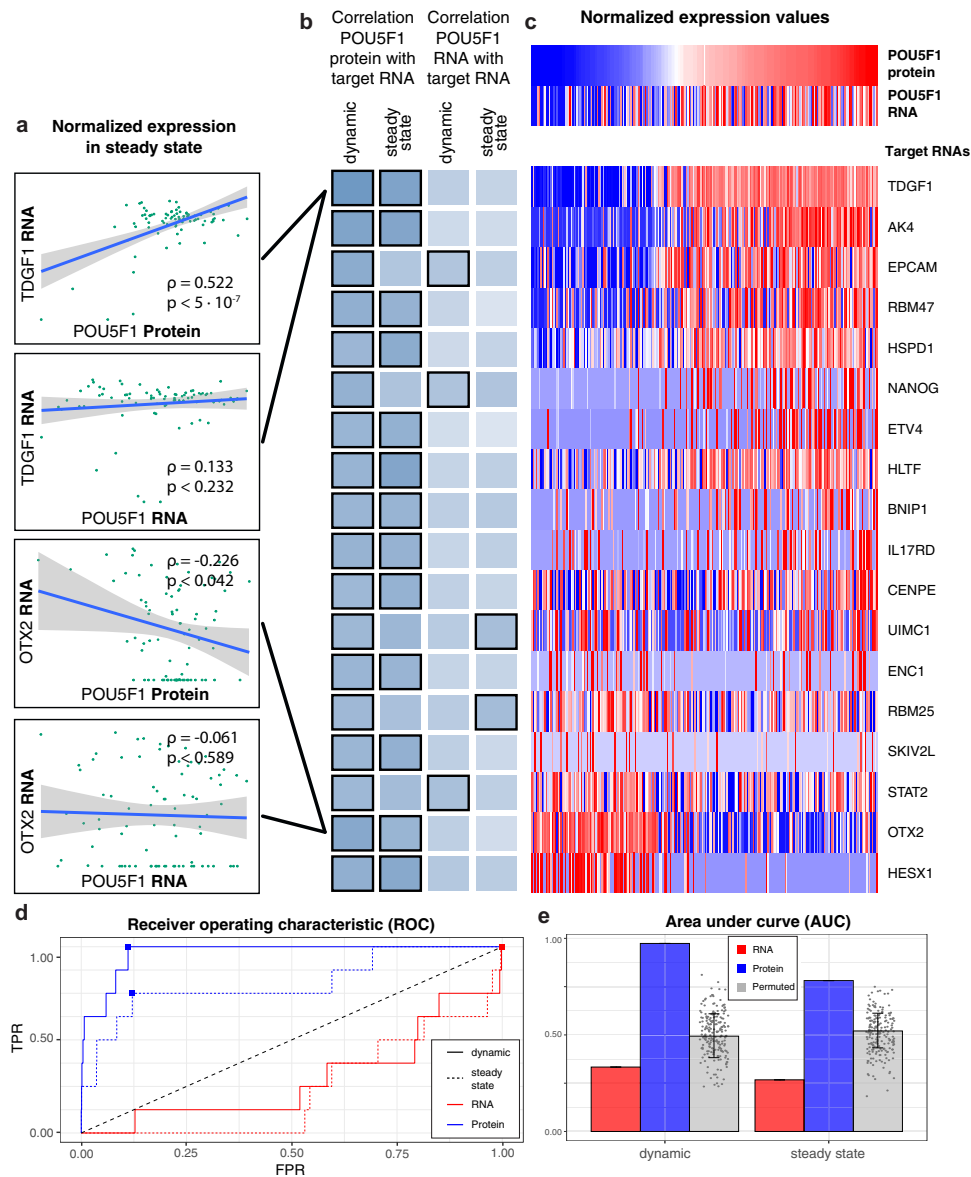 a
Normalized expression
in steady state
TDGF1 RNA
ρ = 0.522
p < 5 · 10-7
POU5F1 Protein
TDGF1 RNA
ρ = 0.133
p < 0.232
POU5F1 RNA
OTX2 RNA
ρ = -0.226
p < 0.042
POU5F1 Protein
OTX2 RNA
ρ = -0.061
p < 0.589
POU5F1 RNA
b
Correlation
POU5F1
protein with
target RNA
Correlation
POU5F1
RNA with
target RNA
dynamic
steady
state
dynamic
steady
state
c
Normalized expression values
POU5F1
protein
POU5F1
RNA
Target RNAs
TDGF1
AK4
EPCAM
RBM47
HSPD1
NANOG
ETV4
HLTF
BNIP1
IL17RD
CENPE
UIMC1
ENC1
RBM25
SKIV2L
STAT2
OTX2
HESX1
d
Receiver operating characteristic (ROC)
TPR
1.00
0.50
0.00
0.00
0.25
0.50
0.75
1.00
FPR
dynamic
steady
state
RNA
Protein
e
Area under curve (AUC)
1.00
0.50
0.00
RNA
Protein
Permuted
dynamic
steady state